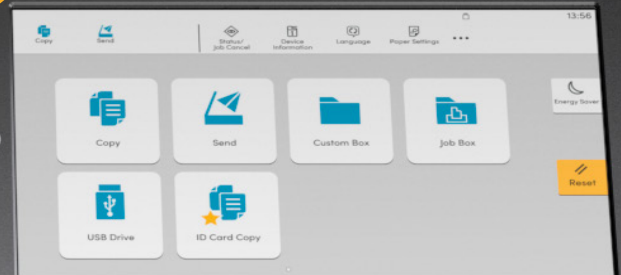 13:56
Copy
Send
Status/
Job Cancel
Device
Information
Language
Paper Settings
Energy Saver
Copy
Send
Custom Box
Job Box
Reset
USB Drive
ID Card Copy